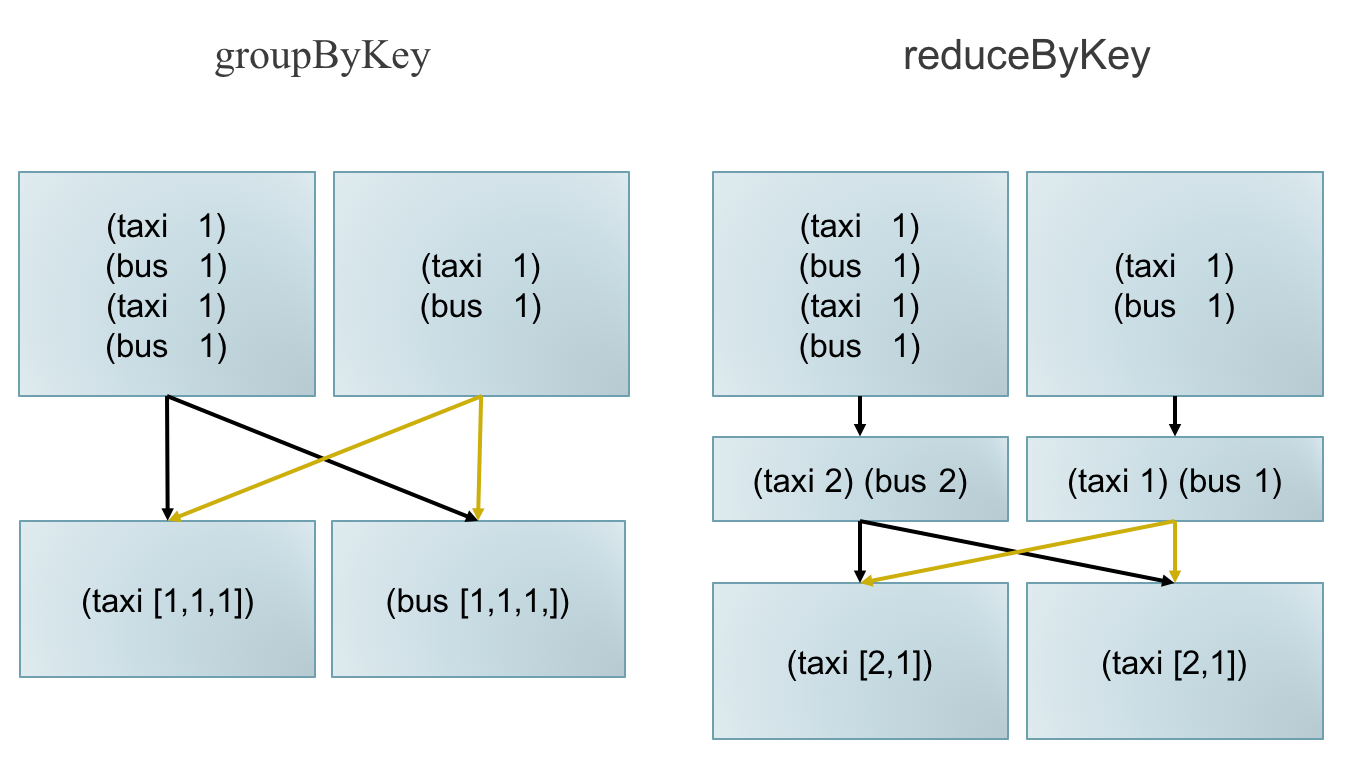 groupByKey
(taxi 1)
(bus 1)
(taxi 1)
(bus 1)
(taxi 1)
(bus 1)
(taxi [1,1,1])
(bus [1,1,1,])
reduceByKey
(taxi 1)
(bus 1)
(taxi 1)
(bus 1)
(taxi 1)
(bus 1)
(taxi 2) (bus 2)
(taxi 1) (bus 1)
(taxi [2,1])
(taxi [2,1])